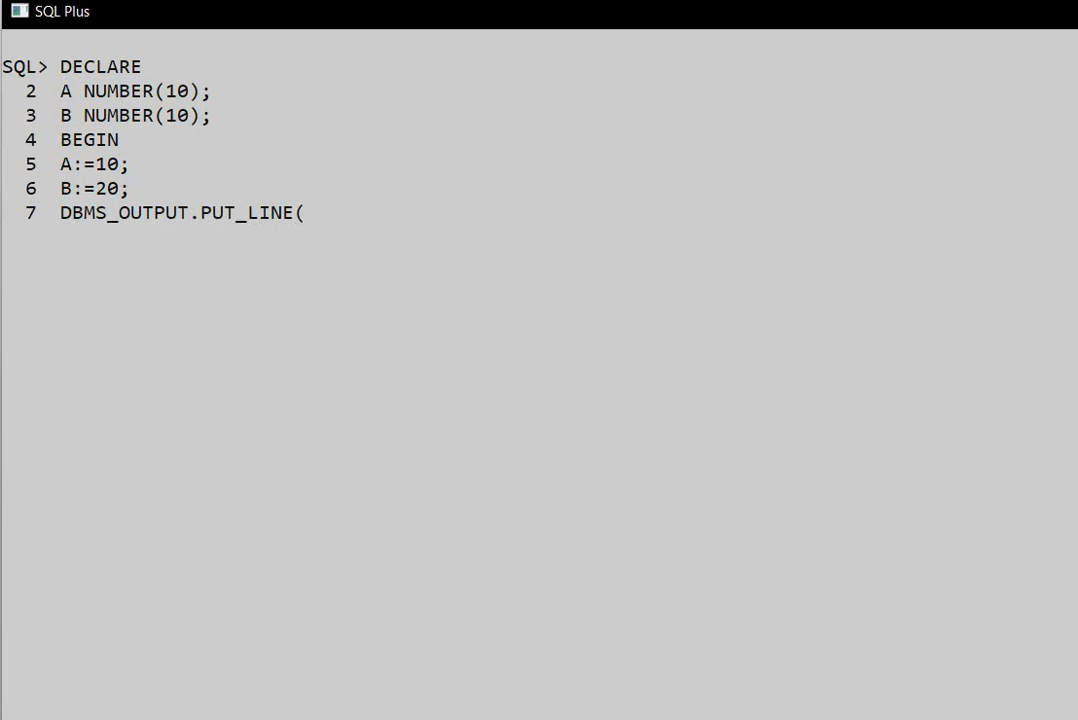 SQL Plus
SQL> DECLARE
2 A NUMBER(10);
3 B NUMBER(10);
4 BEGIN
5 A:=10;
6 B:=20;
7 DBMS_OUTPUT.PUT_LINE(